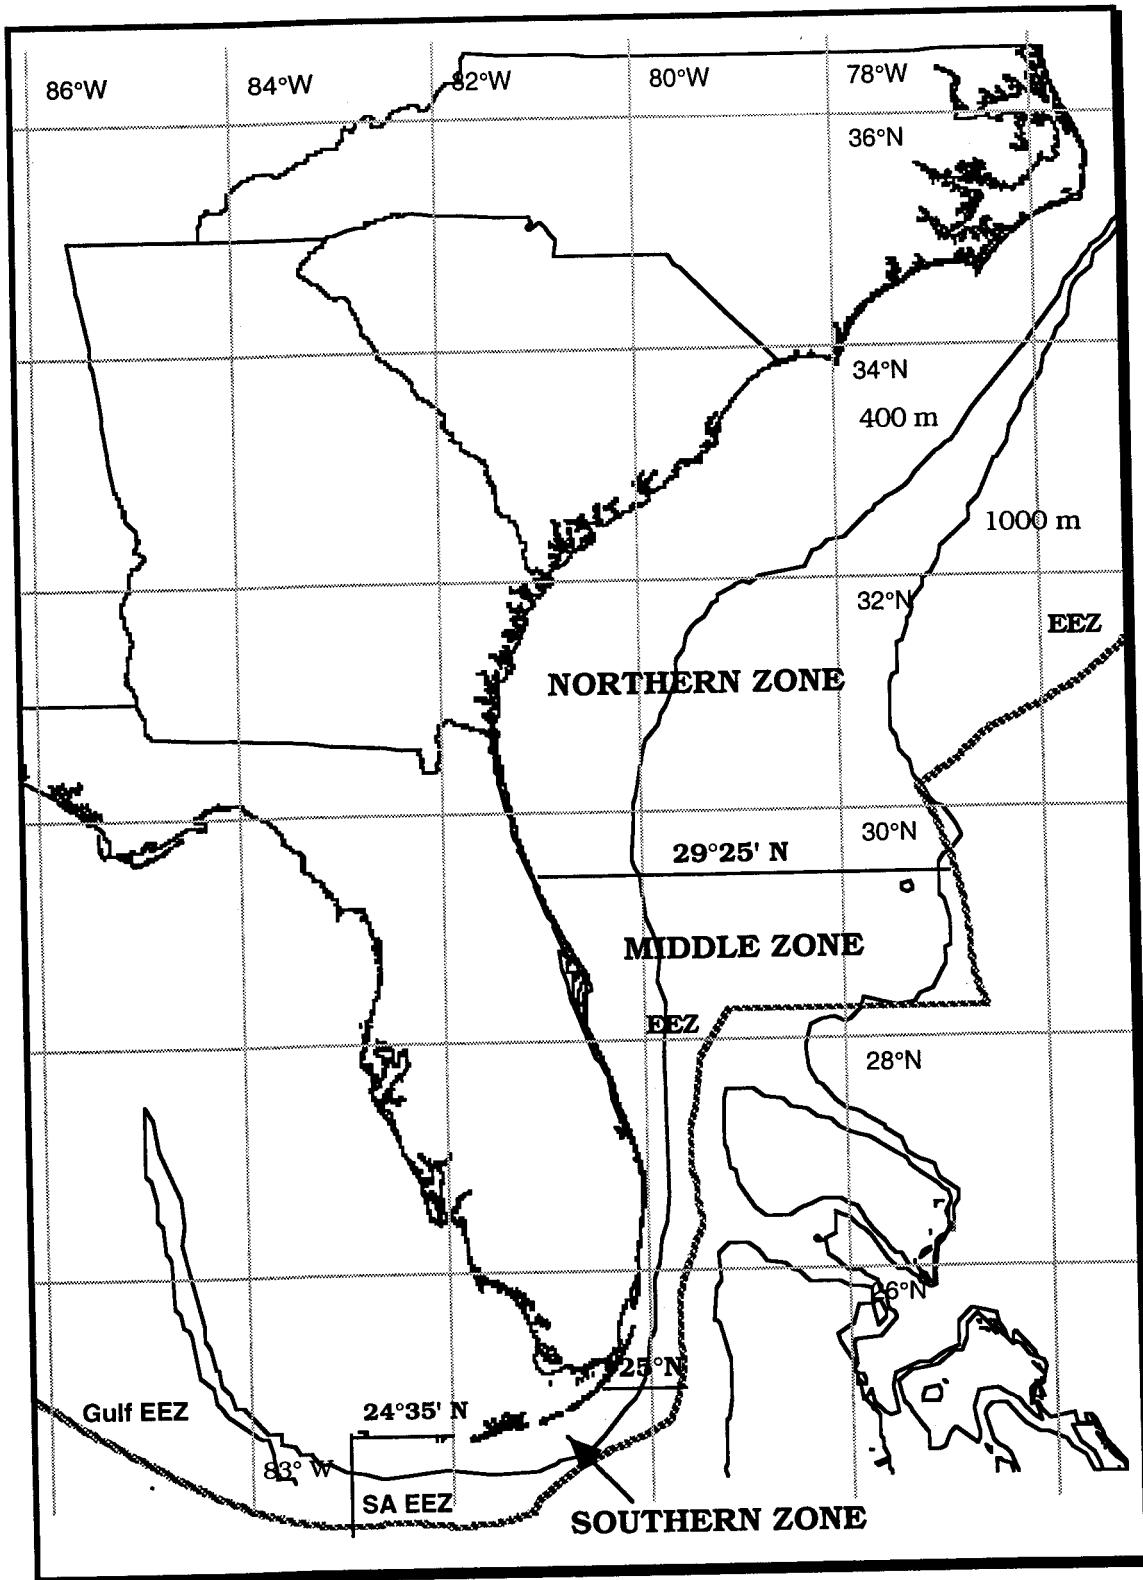 86°W
84°W
82°W
80°W
78°W
36°N
34°N
400 m
1000 m
32°N
EEZ
NORTHERN ZONE
30°N
29°25' N
MIDDLE ZONE
EEZ
28°N
26°N
25°N
Gulf EEZ
24°35' N
83° W
SA EEZ
SOUTHERN ZONE